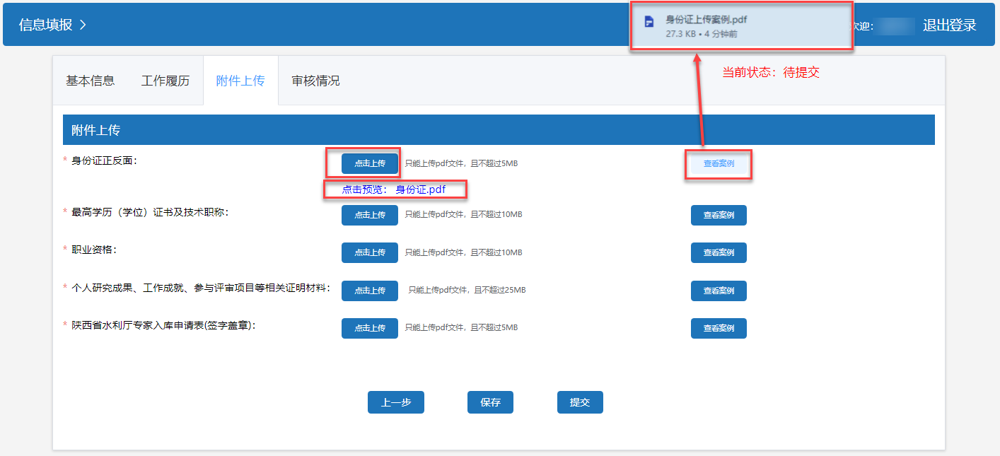 信息填报 >
身份证上传案例.pdf
27.3 KB • 4 分钟前
欢迎:
退出登录
基本信息 工作履历 附件上传 审核情况
当前状态：待提交
附件上传
* 身份证正反面：
点击上传 只能上传pdf文件，且不超过5MB 查看案例
点击预览： 身份证.pdf
* 最高学历（学位）证书及技术职称：
点击上传 只能上传pdf文件，且不超过10MB 查看案例
* 职业资格：
点击上传 只能上传pdf文件，且不超过10MB 查看案例
* 个人研究成果、工作成就、参与评审项目等相关证明材料：
点击上传 只能上传pdf文件，且不超过25MB 查看案例
* 陕西省水利厅专家入库申请表(签字盖章)：
点击上传 只能上传pdf文件，且不超过5MB 查看案例
上一步 保存 提交